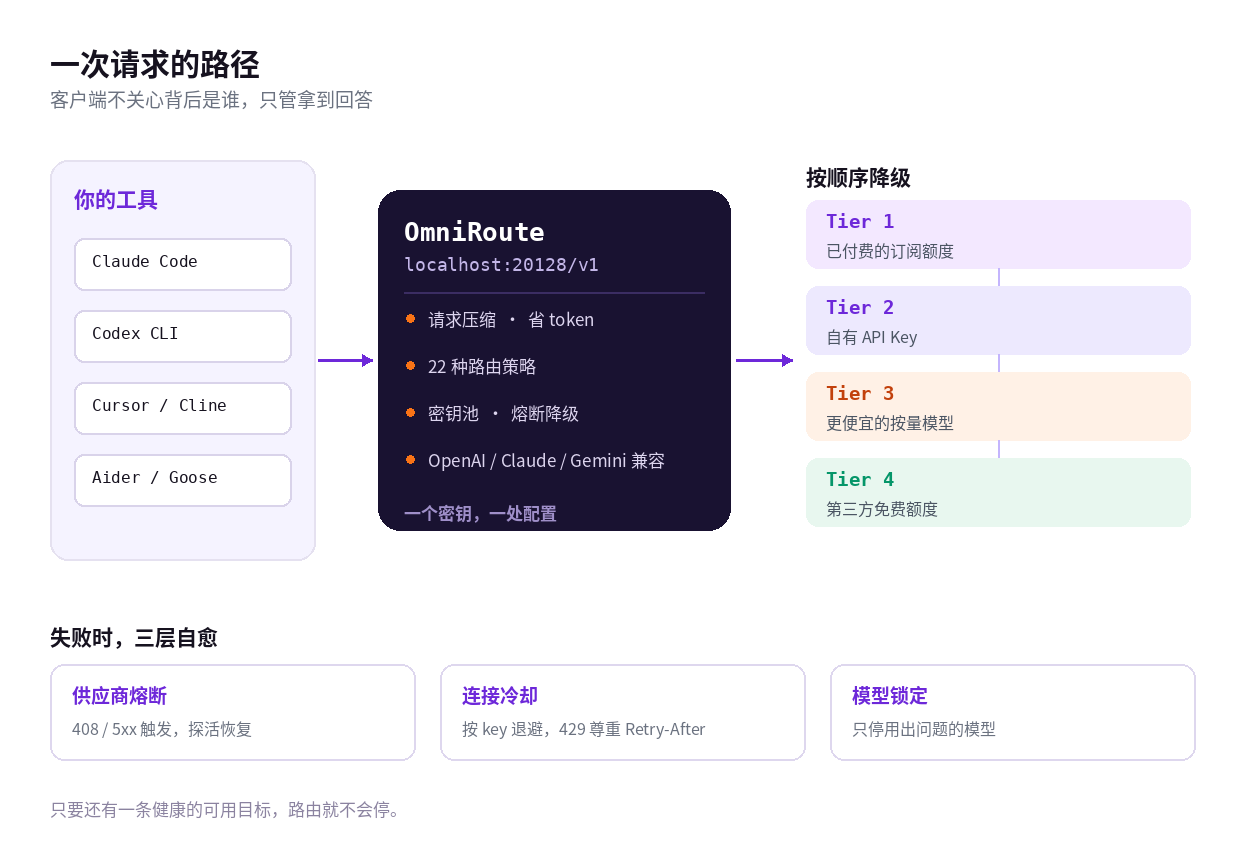 一次请求的路径
客户端不关心背后是谁，只管拿到回答
你的工具
Claude Code
Codex CLI
Cursor / Cline
Aider / Goose
OmniRoute
localhost:20128/v1
请求压缩 · 省 token
22 种路由策略
密钥池 · 熔断降级
OpenAI / Claude / Gemini 兼容
一个密钥，一处配置
按顺序降级
Tier 1
已付费的订阅额度
Tier 2
自有 API Key
Tier 3
更便宜的按量模型
Tier 4
第三方免费额度
失败时，三层自愈
供应商熔断
408 / 5xx 触发，探活恢复
连接冷却
按 key 退避，429 尊重 Retry-After
模型锁定
只停用出问题的模型
只要还有一条健康的可用目标，路由就不会停。